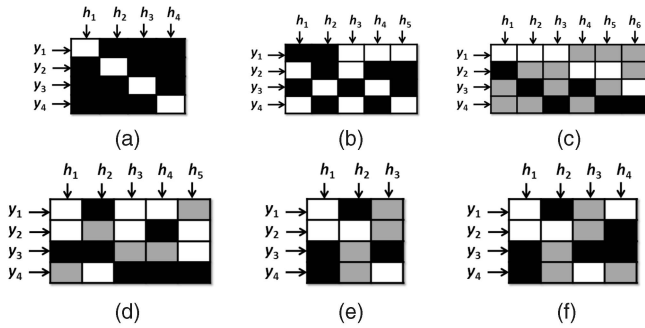 h1 h2 h3 h4
y1
y2
y3
y4
(a)
h1 h2 h3 h4 h5
y1
y2
y3
y4
(b)
h1 h2 h3 h4 h5 h6
y1
y2
y3
y4
(c)
h1 h2 h3 h4 h5
y1
y2
y3
y4
(d)
h1 h2 h3
y1
y2
y3
y4
(e)
h1 h2 h3 h4
y1
y2
y3
y4
(f)